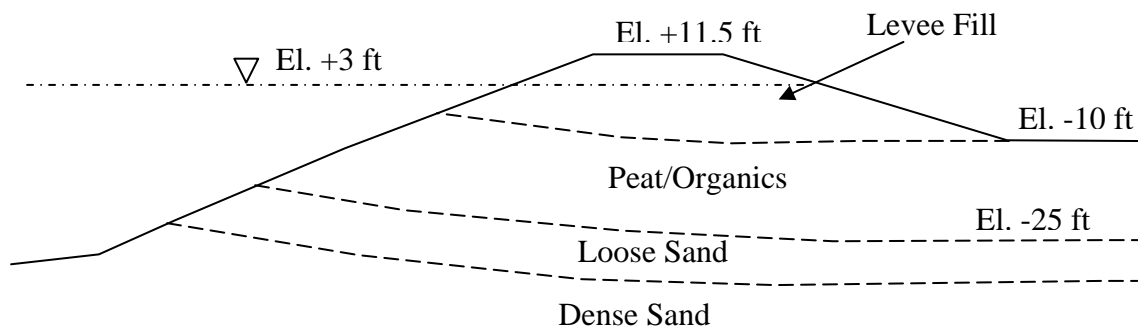 Levee Fill
El. +11.5 ft
El. +3 ft
El. -10 ft
Peat/Organics
El. -25 ft
Loose Sand
Dense Sand